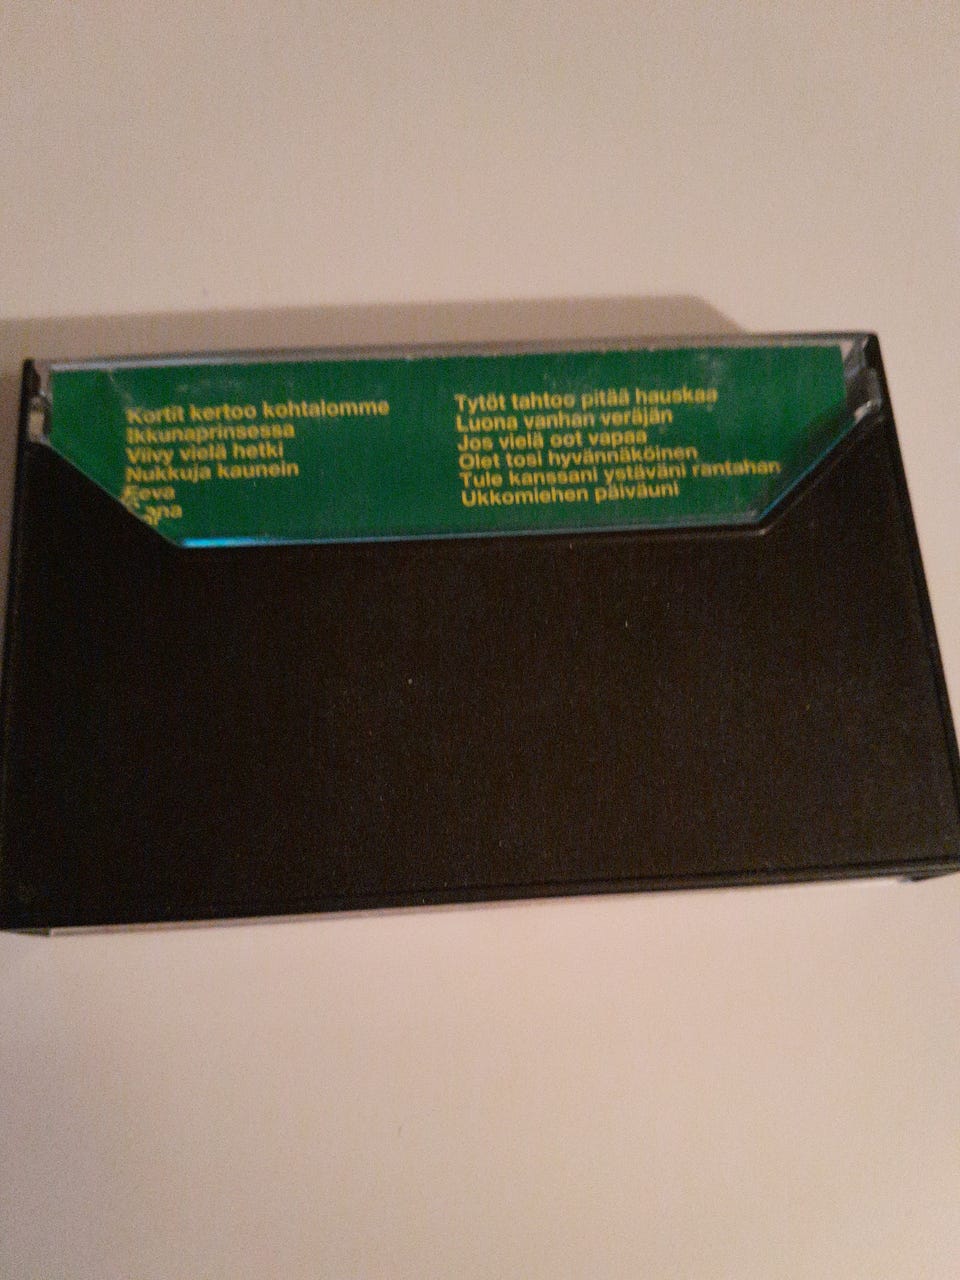 Kortit kertoo kohtalomme
Ikkunaprinsessa
Viivy vielä hetki
Nukkuja kaunein
Eeva
Tytöt tahtoo pitää hauskaa
Luona vanhan veräjän
Jos vielä oot vapaa
Olet tosi hyvännäköinen
Tule kanssani ystäväni rantahan
Ukkomiehen päiväuni